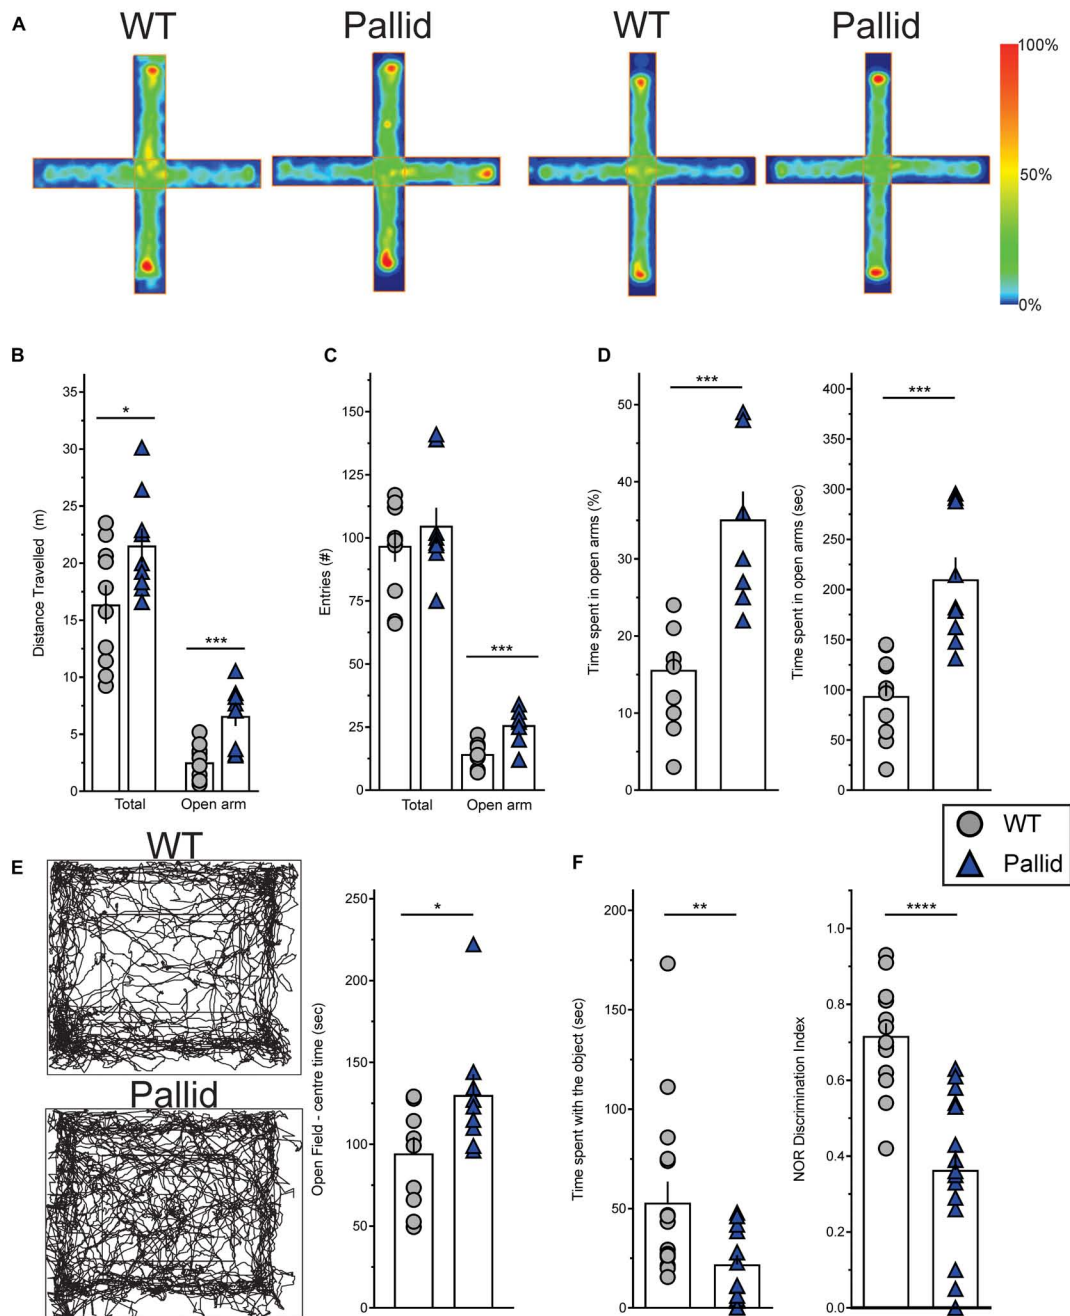 A
WT
Pallid
WT
Pallid
100%
50%
0%
B
Distance Travelled (m)
35
30
25
20
15
10
5
0
*
***
Total
Open arm
C
Entries (#)
150
125
100
75
50
25
0
***
Total
Open arm
D
Time spent in open arms (%)
50
40
30
20
10
0
***
Time spent in open arms (sec)
400
350
300
250
200
150
100
50
0
***
WT
Pallid
E
WT
Pallid
Open Field - centre time (sec)
250
200
150
100
50
0
*
F
Time spent with the object (sec)
200
150
100
50
0
**
NOR Discrimination Index
1.0
0.8
0.6
0.4
0.2
0.0
****